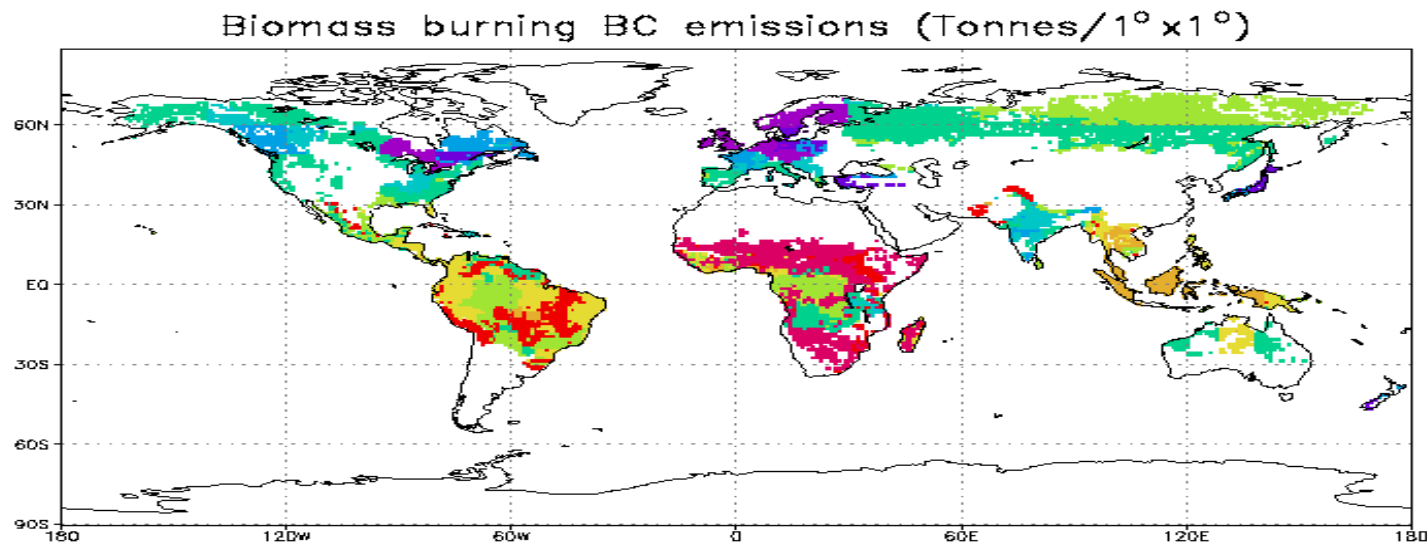 Biomass burning BC emissions (Tonnes/1°x1°)
60N
30N
EQ
30S
60S
90S
180 120W 60W 0 60E 120E 180